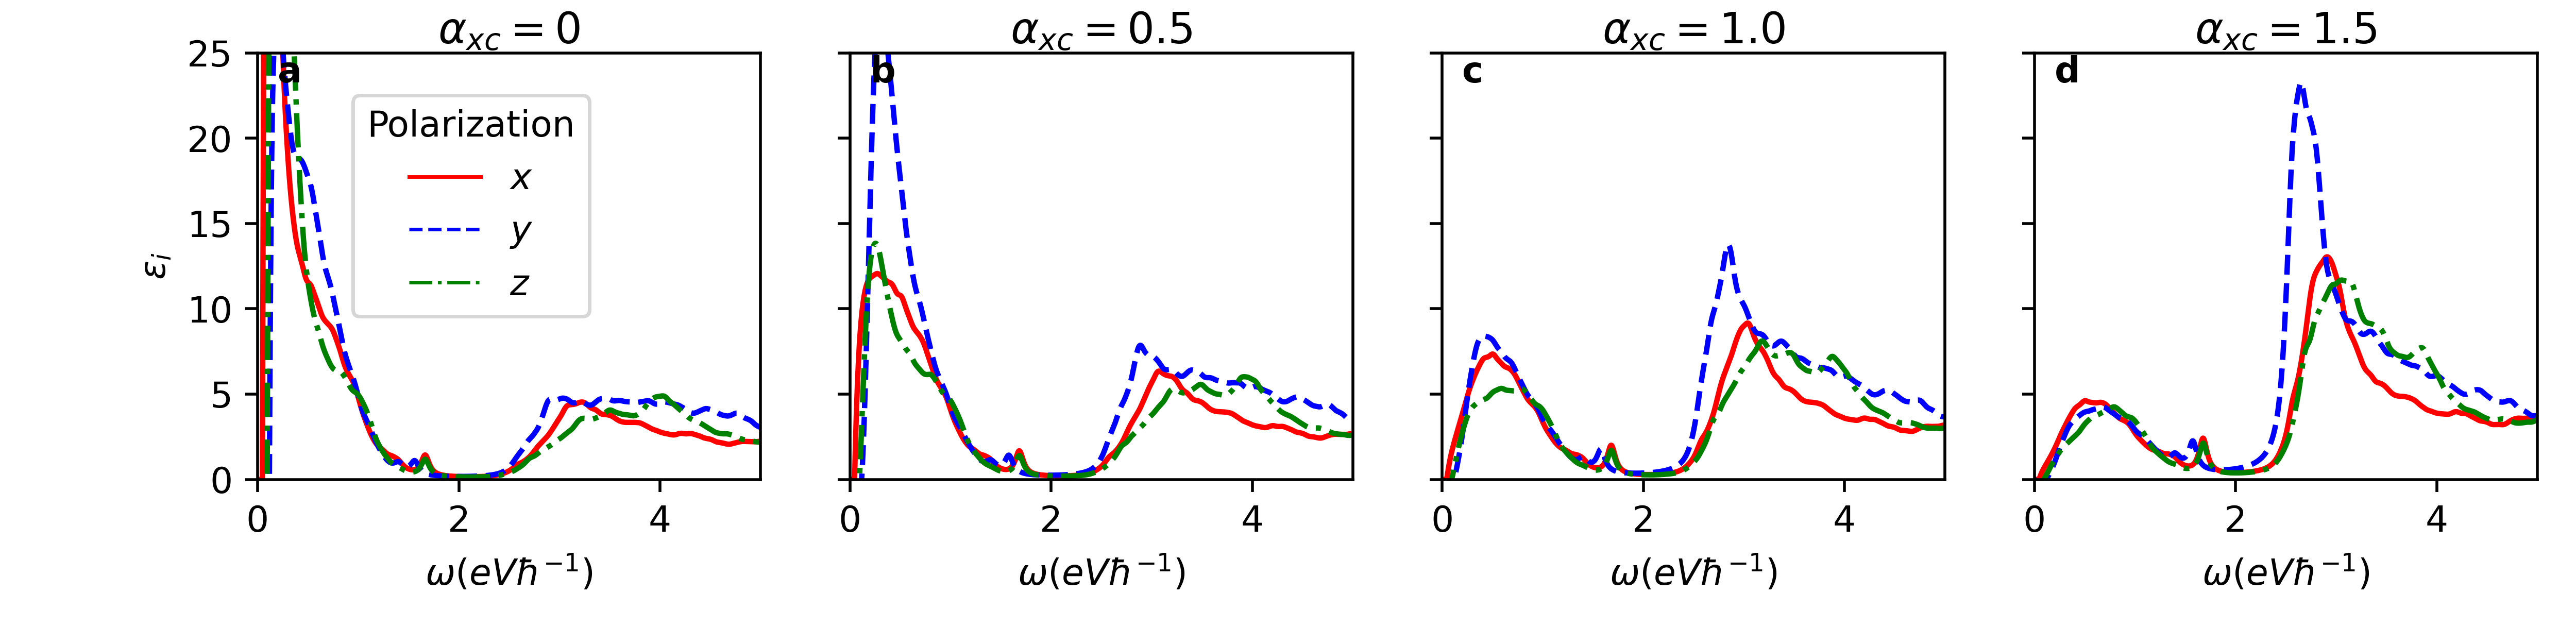 α_xc = 0
α_xc = 0.5
α_xc = 1.0
α_xc = 1.5
a
b
c
d
Polarization
x
y
z
ε_i
25
20
15
10
5
0
0 2 4
0 2 4
0 2 4
0 2 4
ω(eVħ⁻¹)
ω(eVħ⁻¹)
ω(eVħ⁻¹)
ω(eVħ⁻¹)